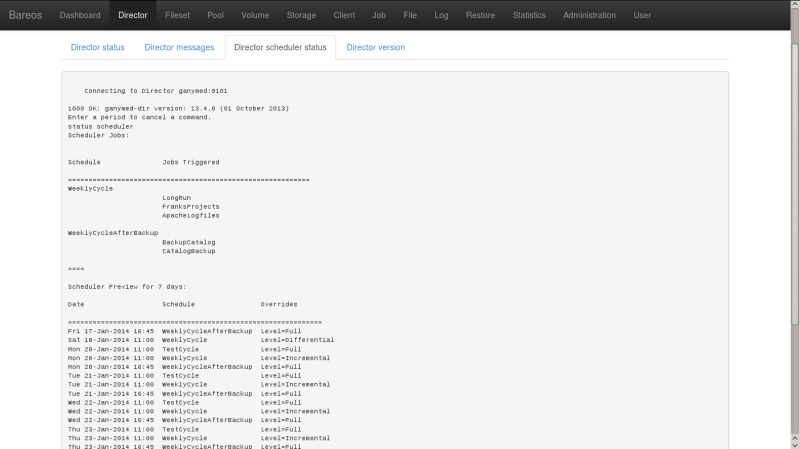 Bareos Dashboard Director Fileset Pool Volume Storage Client Job File Log Restore Statistics Administration User
Director status Director messages Director scheduler status Director version
Connecting to Director ganymed:9101
1000 OK: ganymed-dir Version: 13.4.0 (01 October 2013)
Enter a period to cancel a command.
status scheduler
Scheduler Jobs:
Schedule Jobs Triggered
===========================================================
WeeklyCycle
LongRun
FranksProjects
ApacheLogfiles
WeeklyCycleAfterBackup
BackupCatalog
CatalogBackup
====
Scheduler Preview for 7 days:
Date Schedule Overrides
==============================================================
Fri 17-Jan-2014 16:45 WeeklyCycleAfterBackup Level=Full
Sat 18-Jan-2014 11:00 WeeklyCycle Level=Differential
Mon 20-Jan-2014 11:00 TestCycle Level=Full
Mon 20-Jan-2014 11:00 WeeklyCycle Level=Incremental
Mon 20-Jan-2014 16:45 WeeklyCycleAfterBackup Level=Full
Tue 21-Jan-2014 11:00 TestCycle Level=Full
Tue 21-Jan-2014 11:00 WeeklyCycle Level=Incremental
Tue 21-Jan-2014 16:45 WeeklyCycleAfterBackup Level=Full
Wed 22-Jan-2014 11:00 TestCycle Level=Full
Wed 22-Jan-2014 11:00 WeeklyCycle Level=Incremental
Wed 22-Jan-2014 16:45 WeeklyCycleAfterBackup Level=Full
Thu 23-Jan-2014 11:00 TestCycle Level=Full
Thu 23-Jan-2014 11:00 WeeklyCycle Level=Incremental
Thu 23-Jan-2014 16:45 WeeklyCycleAfterBackup Level=Full